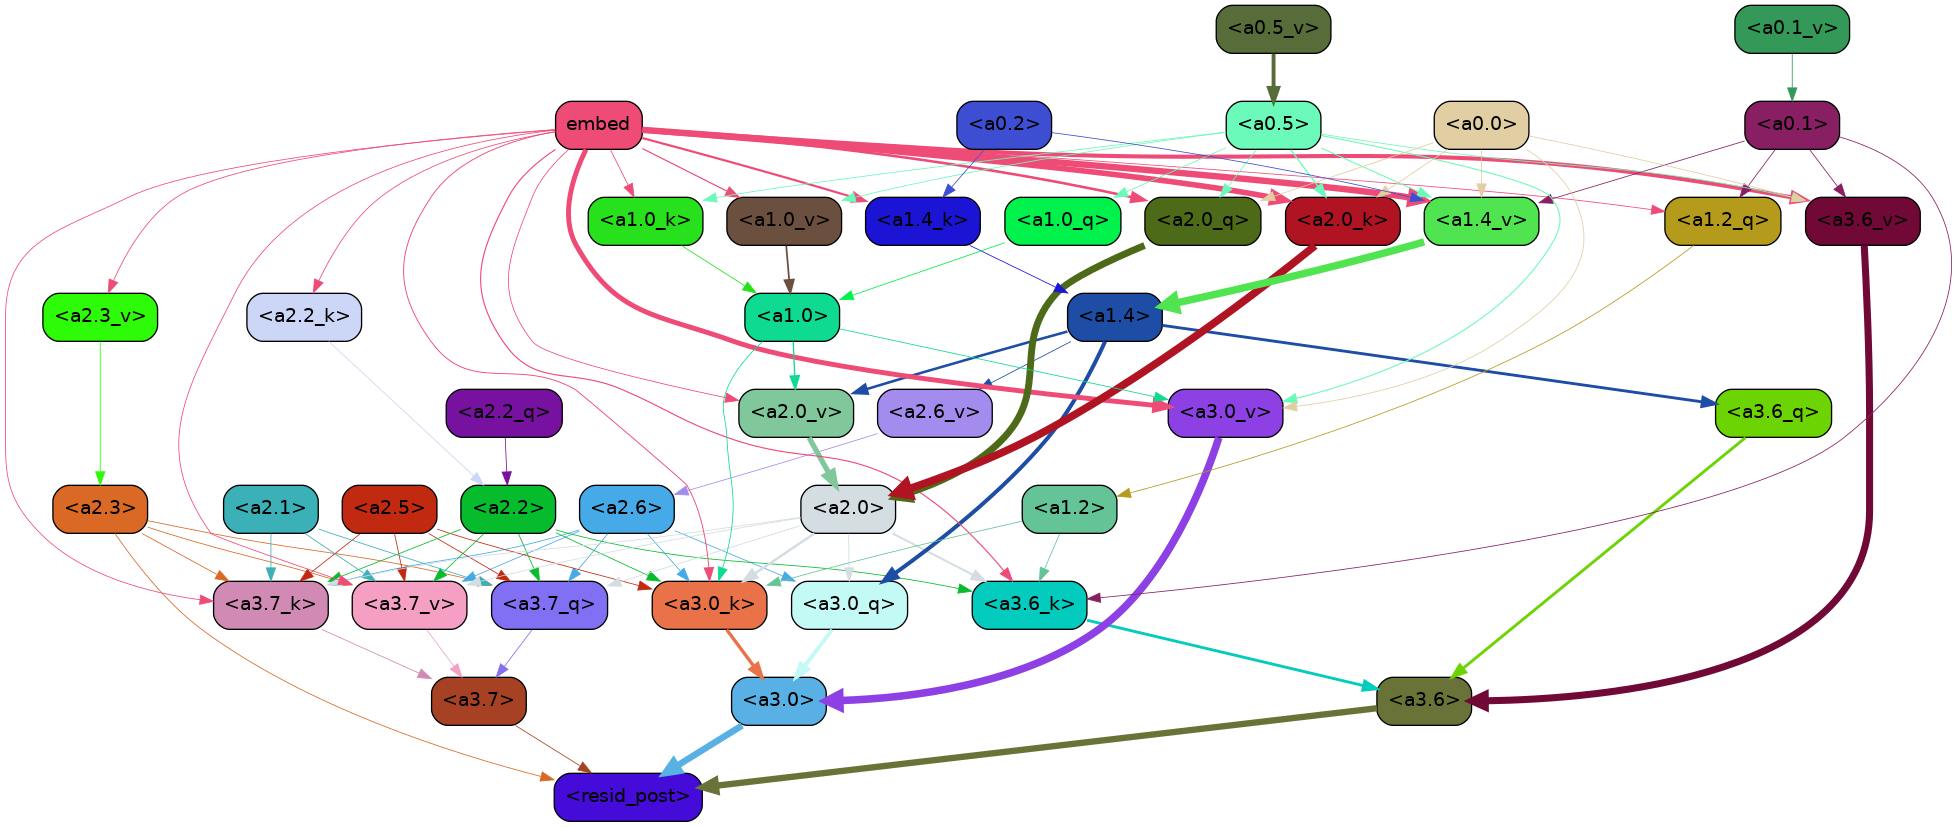 <a0.5_v>
<a0.1_v>
embed
<a0.2>
<a0.5>
<a0.0>
<a0.1>
<a1.0_k>
<a1.0_v>
<a1.4_k>
<a1.0_q>
<a2.0_q>
<a2.0_k>
<a1.4_v>
<a1.2_q>
<a3.6_v>
<a2.3_v>
<a2.2_k>
<a1.0>
<a1.4>
<a2.2_q>
<a2.0_v>
<a2.6_v>
<a3.0_v>
<a3.6_q>
<a2.3>
<a2.1>
<a2.5>
<a2.2>
<a2.6>
<a2.0>
<a1.2>
<a3.7_k>
<a3.7_v>
<a3.7_q>
<a3.0_k>
<a3.0_q>
<a3.6_k>
<a3.7>
<a3.0>
<a3.6>
<resid_post>